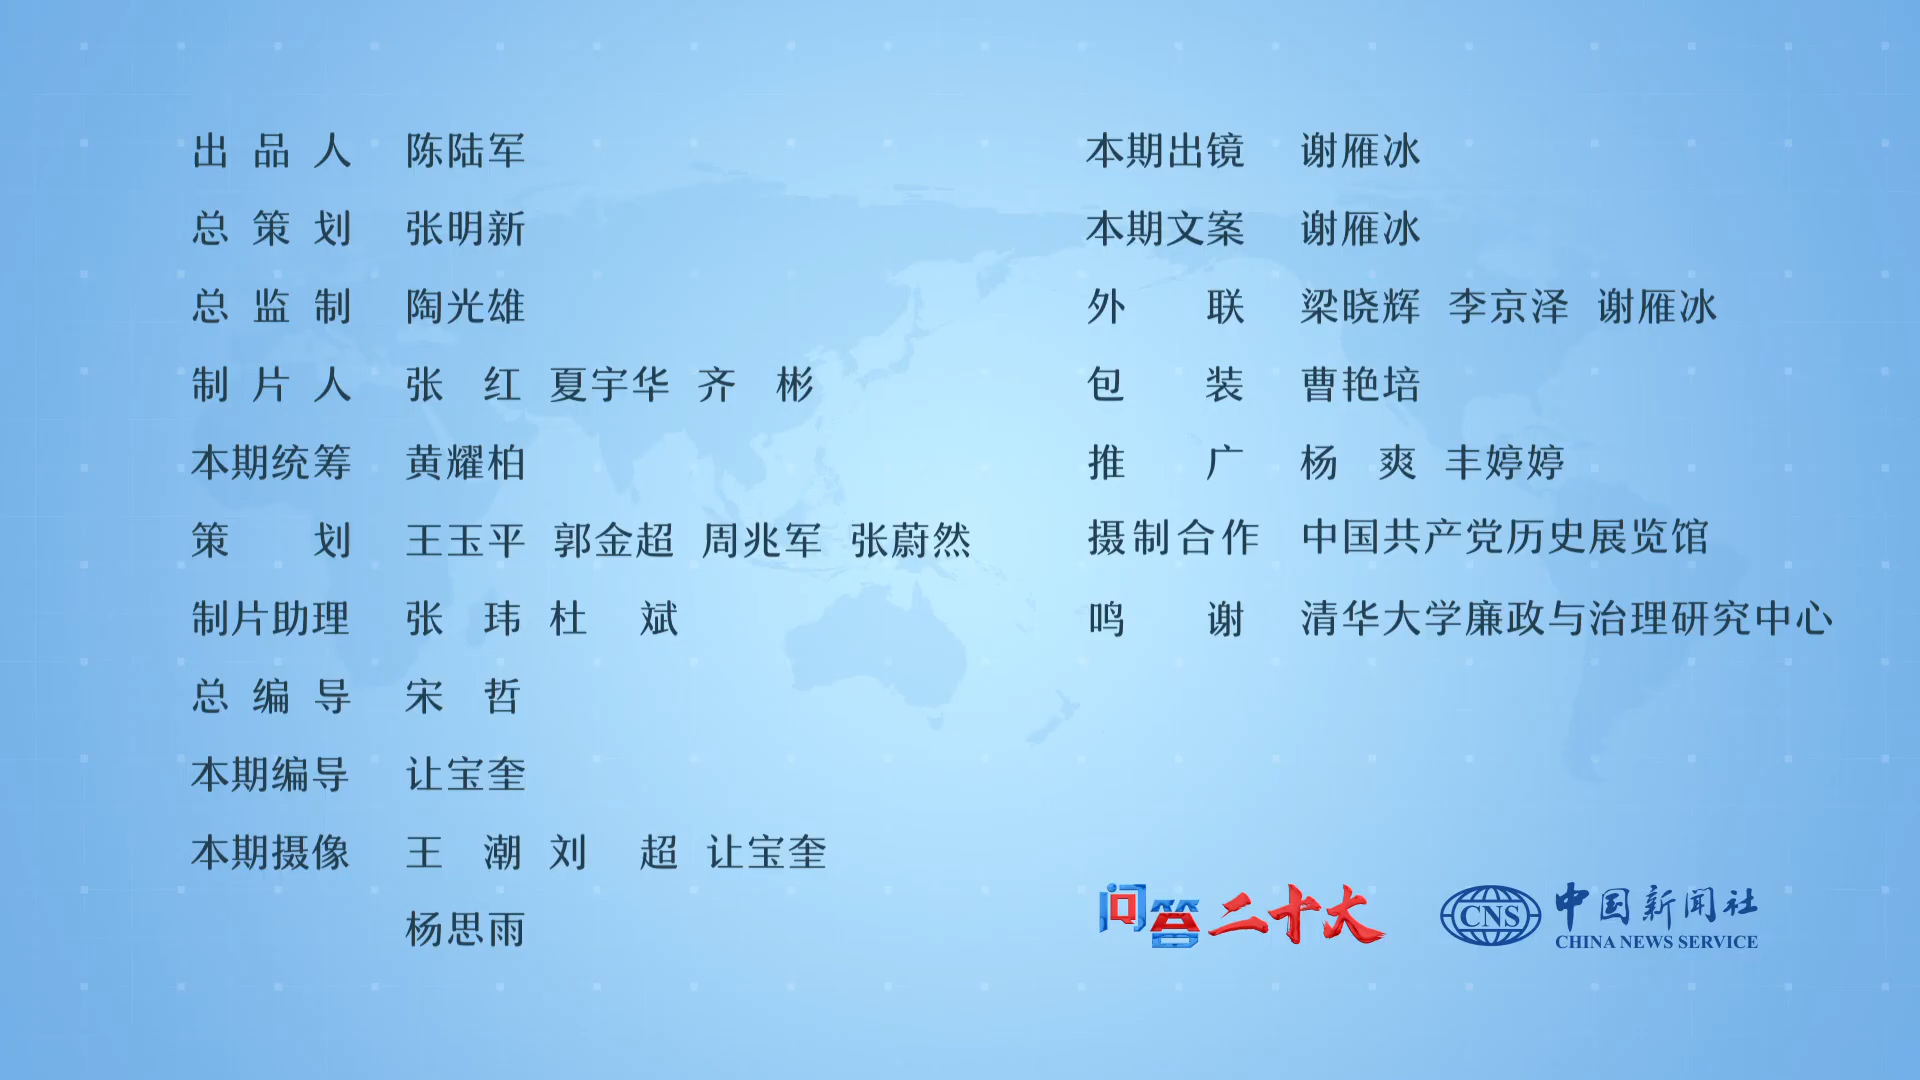 出品人 陈陆军
总策划 张明新
总监制 陶光雄
制片人 张红 夏宇华 齐彬
本期统筹 黄耀柏
策划 王玉平 郭金超 周兆军 张蔚然
制片助理 张玮 杜斌
总编导 宋哲
本期编导 让宝奎
本期摄像 王潮 刘超 让宝奎
杨思雨
本期出镜 谢雁冰
本期文案 谢雁冰
外联 梁晓辉 李京泽 谢雁冰
包装 曹艳培
推广 杨爽 丰婷婷
摄制合作 中国共产党历史展览馆
鸣谢 清华大学廉政与治理研究中心
问答二十大
CNS 中国新闻社
CHINA NEWS SERVICE